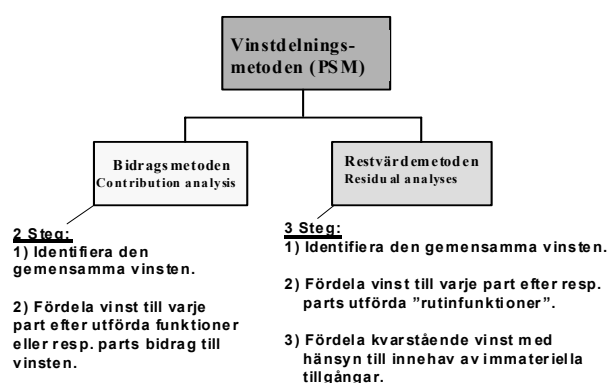 Vinstdelnings-
metoden (PSM)
Bidragsmetoden
Contribution analysis
Restvärdemetoden
Residual analyses
2 Steg:
1) Identifiera den
gemensamma vinsten.
2) Fördela vinst till varje
part efter utförda funktioner
eller resp. parts bidrag till
vinsten.
3 Steg:
1) Identifiera den gemensamma vinsten.
2) Fördela vinst till varje part efter resp.
parts utförda ”rutinfunktioner”.
3) Fördela kvarstående vinst med
hänsyn till innehav av immateriella
tillgångar.